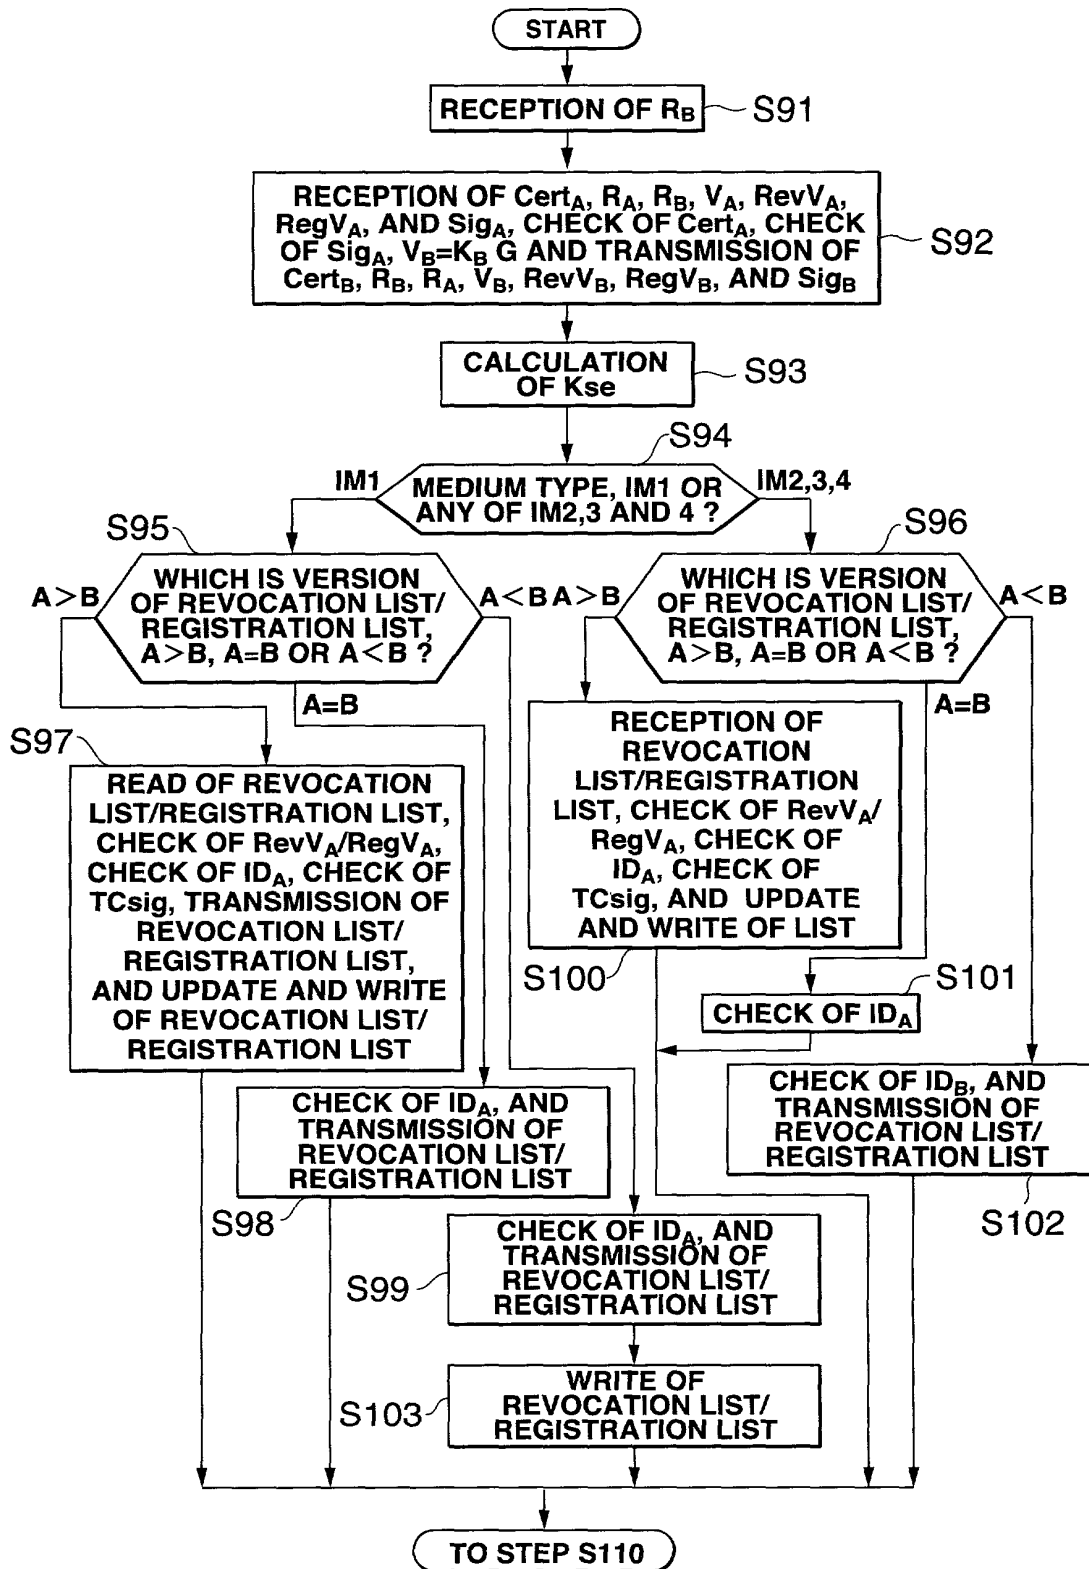 START
RECEPTION OF RB
S91
RECEPTION OF CertA, RA, RB, VA, RevVA,
RegVA, AND SigA, CHECK OF CertA, CHECK
OF SigA, VB=KB G AND TRANSMISSION OF
CertB, RB, RA, VB, RevVB, RegVB, AND SigB
S92
CALCULATION
OF Kse
S93
S94
IM1
MEDIUM TYPE, IM1 OR
ANY OF IM2,3 AND 4 ?
IM2,3,4
S95
A>B
WHICH IS VERSION
OF REVOCATION LIST/
REGISTRATION LIST,
A>B, A=B OR A<B ?
A<B
A=B
S96
A>B
WHICH IS VERSION
OF REVOCATION LIST/
REGISTRATION LIST,
A>B, A=B OR A<B ?
A<B
A=B
S97
READ OF REVOCATION
LIST/REGISTRATION LIST,
CHECK OF RevVA/RegVA,
CHECK OF IDA, CHECK OF
TCsig, TRANSMISSION OF
REVOCATION LIST/
REGISTRATION LIST,
AND UPDATE AND WRITE
OF REVOCATION LIST/
REGISTRATION LIST
RECEPTION OF
REVOCATION
LIST/REGISTRATION
LIST, CHECK OF RevVA/
RegVA, CHECK OF
IDA, CHECK OF
TCsig, AND UPDATE
AND WRITE OF LIST
S100
S101
CHECK OF IDA
CHECK OF IDA, AND
TRANSMISSION OF
REVOCATION LIST/
REGISTRATION LIST
S98
CHECK OF IDB, AND
TRANSMISSION OF
REVOCATION LIST/
REGISTRATION LIST
S102
CHECK OF IDA, AND
TRANSMISSION OF
REVOCATION LIST/
REGISTRATION LIST
S99
WRITE OF
REVOCATION LIST/
REGISTRATION LIST
S103
TO STEP S110